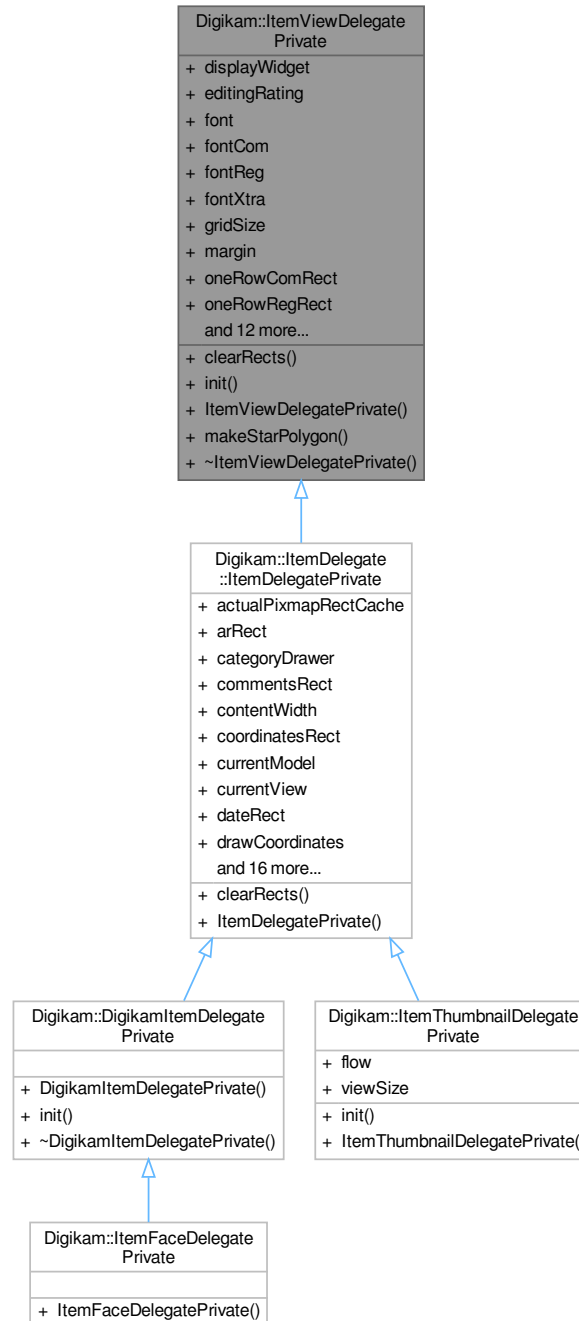 Digikam::ItemViewDelegate
Private
+ displayWidget
+ editingRating
+ font
+ fontCom
+ fontReg
+ fontXtra
+ gridSize
+ margin
+ oneRowComRect
+ oneRowRegRect
and 12 more...
+ clearRects()
+ init()
+ ItemViewDelegatePrivate()
+ makeStarPolygon()
+ ~ItemViewDelegatePrivate()
Digikam::ItemDelegate
::ItemDelegatePrivate
+ actualPixmapRectCache
+ arRect
+ categoryDrawer
+ commentsRect
+ contentWidth
+ coordinatesRect
+ currentModel
+ currentView
+ dateRect
+ drawCoordinates
and 16 more...
+ clearRects()
+ ItemDelegatePrivate()
Digikam::DigikamItemDelegate
Private
+ DigikamItemDelegatePrivate()
+ init()
+ ~DigikamItemDelegatePrivate()
Digikam::ItemThumbnailDelegate
Private
+ flow
+ viewSize
+ init()
+ ItemThumbnailDelegatePrivate(
Digikam::ItemFaceDelegate
Private
+ ItemFaceDelegatePrivate()